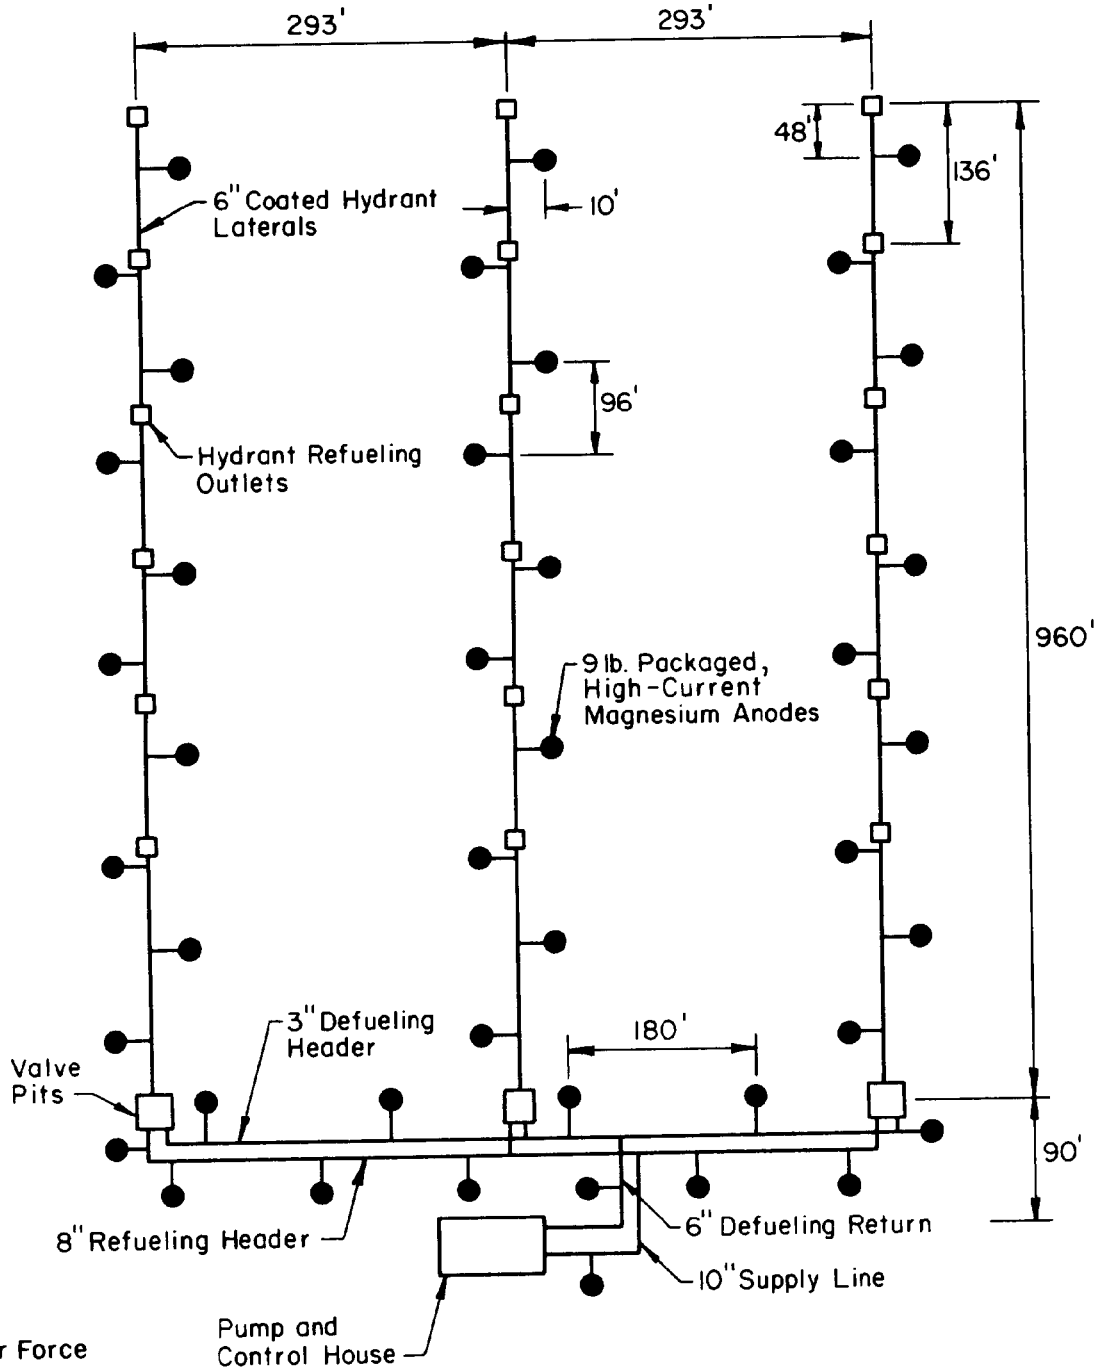 293'
293'
48'
136'
6" Coated Hydrant
Laterals
10'
96'
Hydrant Refueling
Outlets
960'
9 lb. Packaged,
High-Current
Magnesium Anodes
3" Defueling
Header
180'
Valve
Pits
90'
8" Refueling Header
6" Defueling Return
10" Supply Line
Pump and
Control House
r Force